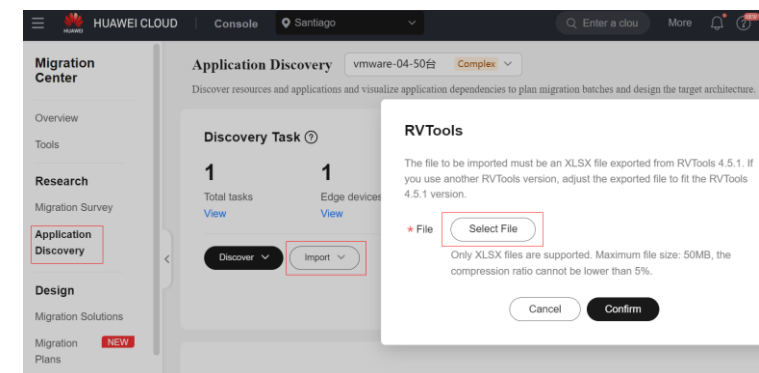 HUAWEI
HUAWEI CLOUD
Console
Santiago
Enter a clou
More
Migration
Center
Overview
Tools
Research
Migration Survey
Application
Discovery
Design
Migration Solutions
Migration
Plans
NEW
Application Discovery
vmware-04-50台
Complex
Discover resources and applications and visualize application dependencies to plan migration batches and design the target architecture.
Discovery Task
1
Total tasks
View
1
Edge devices
View
Discover
Import
RVTools
The file to be imported must be an XLSX file exported from RVTools 4.5.1. If
you use another RVTools version, adjust the exported file to fit the RVTools
4.5.1 version.
* File
Select File
Only XLSX files are supported. Maximum file size: 50MB, the
compression ratio cannot be lower than 5%.
Cancel
Confirm